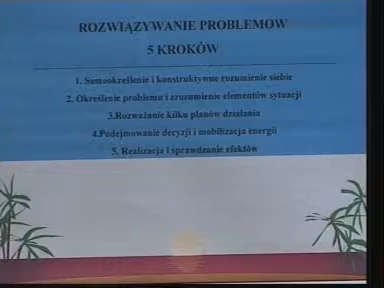 ROZWIĄZYWANIE PROBLEMOW
5 KROKÓW
1. Samookreślenie i konstruktywne rozumienie siebie
2. Określenie problemu i zrozumienie elementów sytuacji
3.Rozważanie kilku planów działania
4.Podejmowanie decyzji i mobilizacja energii
5. Realizacja i sprawdzanie efektów